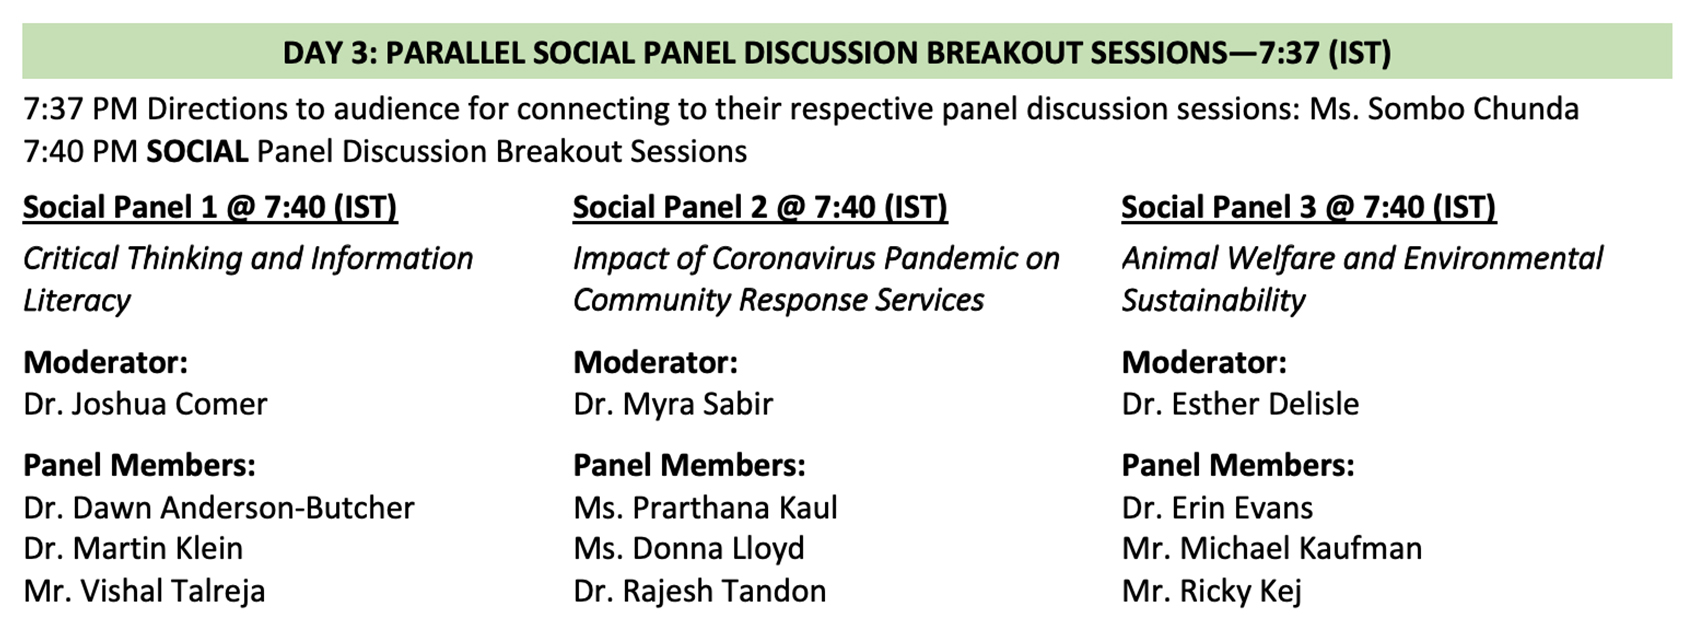 DAY 3: PARALLEL SOCIAL PANEL DISCUSSION BREAKOUT SESSIONS—7:37 (IST)
7:37 PM Directions to audience for connecting to their respective panel discussion sessions: Ms. Sombo Chunda
7:40 PM SOCIAL Panel Discussion Breakout Sessions
Social Panel 1 @ 7:40 (IST)
Critical Thinking and Information
Literacy
Moderator:
Dr. Joshua Comer
Panel Members:
Dr. Dawn Anderson-Butcher
Dr. Martin Klein
Mr. Vishal Talreja
Social Panel 2 @ 7:40 (IST)
Impact of Coronavirus Pandemic on
Community Response Services
Moderator:
Dr. Myra Sabir
Panel Members:
Ms. Prarthana Kaul
Ms. Donna Lloyd
Dr. Rajesh Tandon
Social Panel 3 @ 7:40 (IST)
Animal Welfare and Environmental
Sustainability
Moderator:
Dr. Esther Delisle
Panel Members:
Dr. Erin Evans
Mr. Michael Kaufman
Mr. Ricky Kej